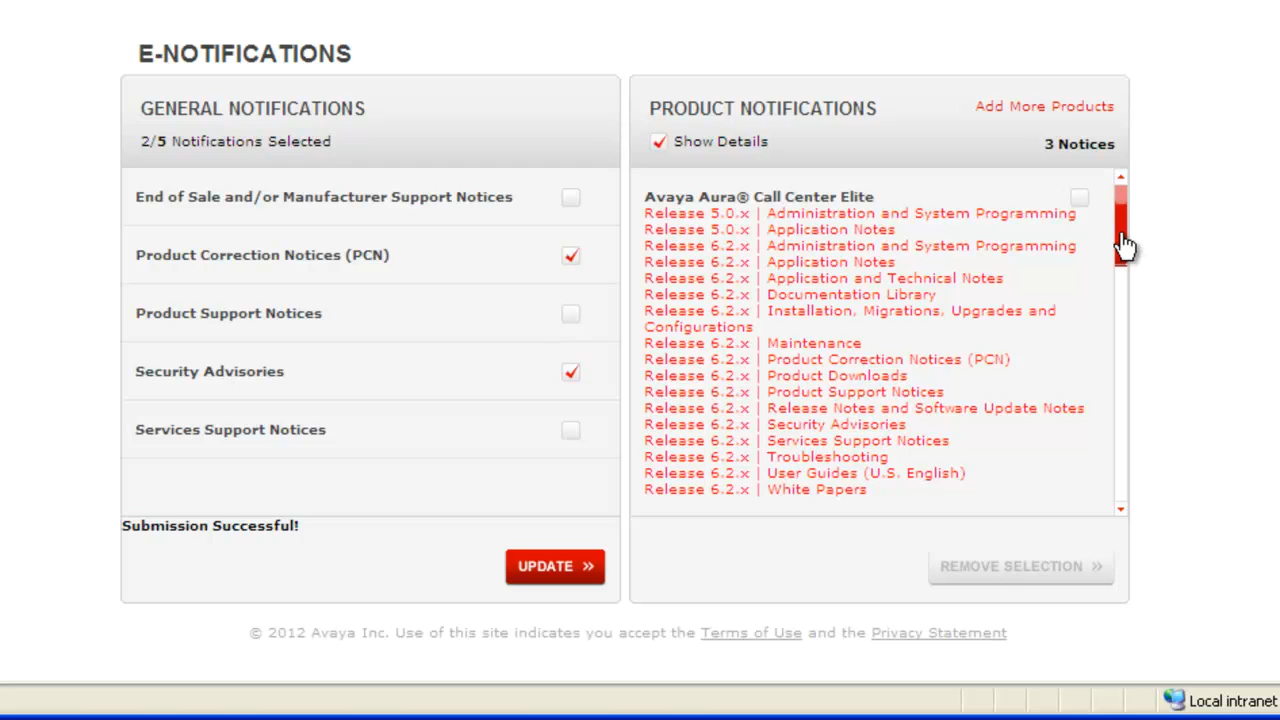 E-NOTIFICATIONS
GENERAL NOTIFICATIONS
2/5 Notifications Selected
End of Sale and/or Manufacturer Support Notices
Product Correction Notices (PCN)
Product Support Notices
Security Advisories
Services Support Notices
Submission Successful!
UPDATE »
PRODUCT NOTIFICATIONS
Add More Products
Show Details
3 Notices
Avaya Aura® Call Center Elite
Release 5.0.x | Administration and System Programming
Release 5.0.x | Application Notes
Release 6.2.x | Administration and System Programming
Release 6.2.x | Application Notes
Release 6.2.x | Application and Technical Notes
Release 6.2.x | Documentation Library
Release 6.2.x | Installation, Migrations, Upgrades and
Configurations
Release 6.2.x | Maintenance
Release 6.2.x | Product Correction Notices (PCN)
Release 6.2.x | Product Downloads
Release 6.2.x | Product Support Notices
Release 6.2.x | Release Notes and Software Update Notes
Release 6.2.x | Security Advisories
Release 6.2.x | Services Support Notices
Release 6.2.x | Troubleshooting
Release 6.2.x | User Guides (U.S. English)
Release 6.2.x | White Papers
REMOVE SELECTION »
© 2012 Avaya Inc. Use of this site indicates you accept the Terms of Use and the Privacy Statement
Local intranet